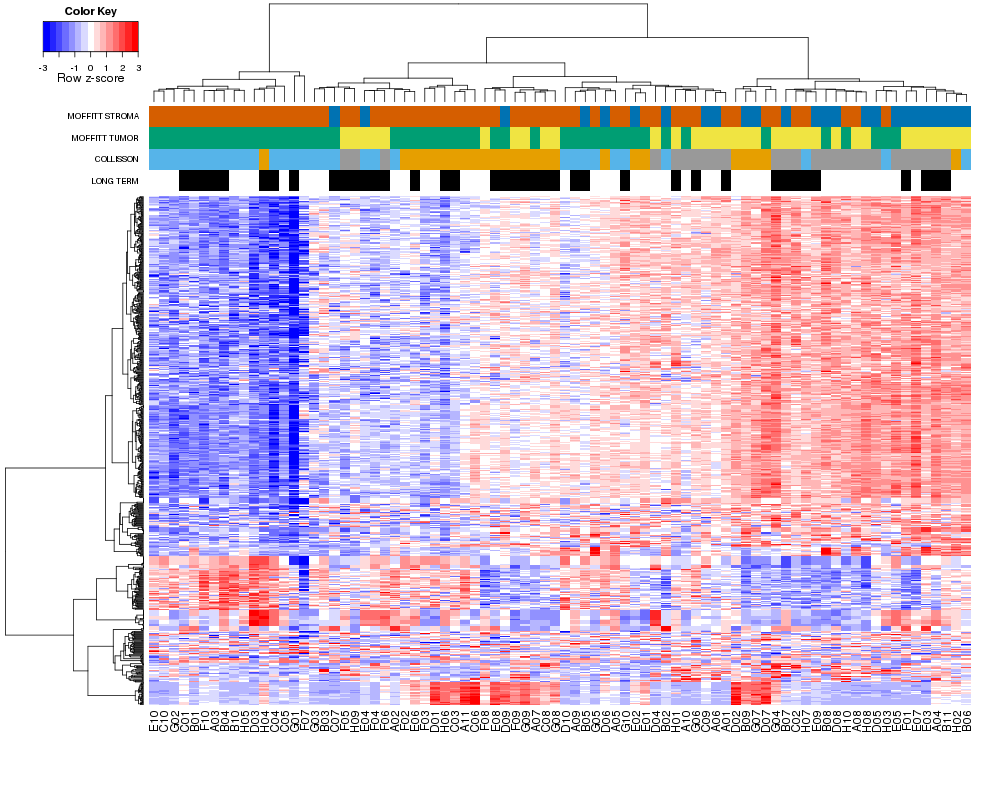 Color Key
-3 -1 0 1 2 3
Row z-score
MOFFITT STROMA
MOFFITT TUMOR
COLLISSON
LONG TERM
E10 C10 G02 D01 B01 F10 A03 B04 B10 H05 D03 H04 C04 C05 G01 F07 G03 B03 C07 F05 H09 E04 F04 F06 A02 F02 E06 F03 D11 H06 C03 A11 C11 F08 E08 D09 F09 G09 A07 C08 G08 D10 A09 B05 G05 D06 A05 G10 E02 D04 B02 H01 A10 G06 C09 A06 A01 D02 B09 G07 D07 G04 B07 C02 H07 E09 B08 D08 H10 A08 H08 D05 H03 E05 F01 E07 E03 A04 B11 H02 B06